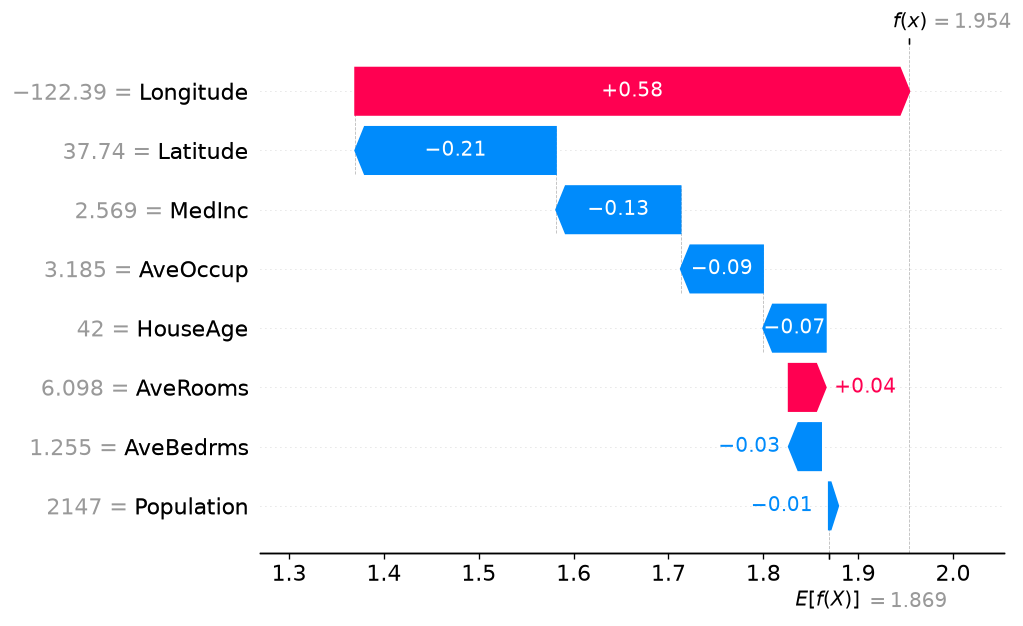 f(x) = 1.954
−122.39 = Longitude +0.58
37.74 = Latitude −0.21
2.569 = MedInc −0.13
3.185 = AveOccup −0.09
42 = HouseAge −0.07
6.098 = AveRooms +0.04
1.255 = AveBedrms −0.03
2147 = Population −0.01
1.3 1.4 1.5 1.6 1.7 1.8 1.9 2.0
E[f(X)] = 1.869